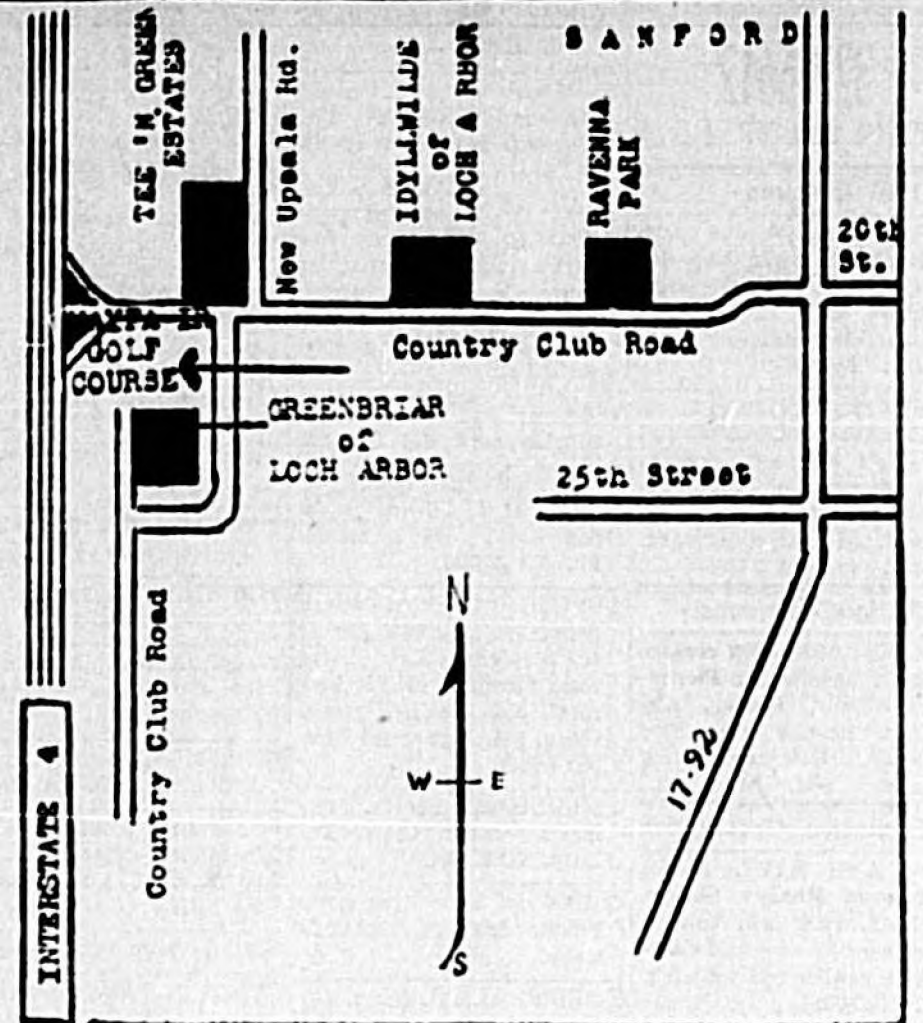 SANFORD
TEE 'N GREEN
ESTATES
New Upsala Rd.
IDYLLWILDE
of
LOCH ARBOR
RAVENNA
PARK
20th
St.
GOLF
COURSE
Country Club Road
GREENBRIAR
of
LOCH ARBOR
25th Street
N
W E
S
Country Club Road
17-92
INTERSTATE 4